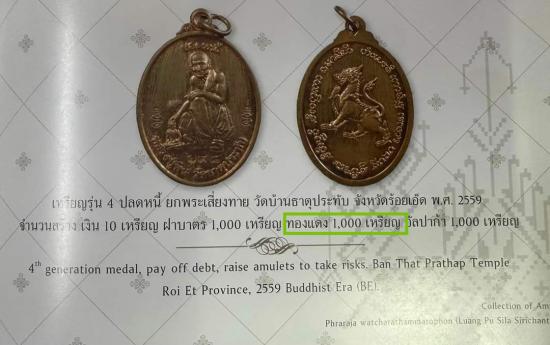 เหรียญรุ่น 4 ปลดหนี้ ยกพระเสี่ยงทาย วัดบ้านธาตุประทับ จังหวัดร้อยเอ็ด พ.ศ. 2559
จำนวนสร้าง เงิน 10 เหรียญ ฝาบาตร 1,000 เหรียญ ทองแดง 1,000 เหรียญ วัลปาก้า 1,000 เหรียญ
4th generation medal, pay off debt, raise amulets to take risks. Ban That Prathap Temple
Roi Et Province, 2559 Buddhist Era (BE).
Collection of Am
Phraraja watcharathammatophon (Luang Pu Sila Sirichant